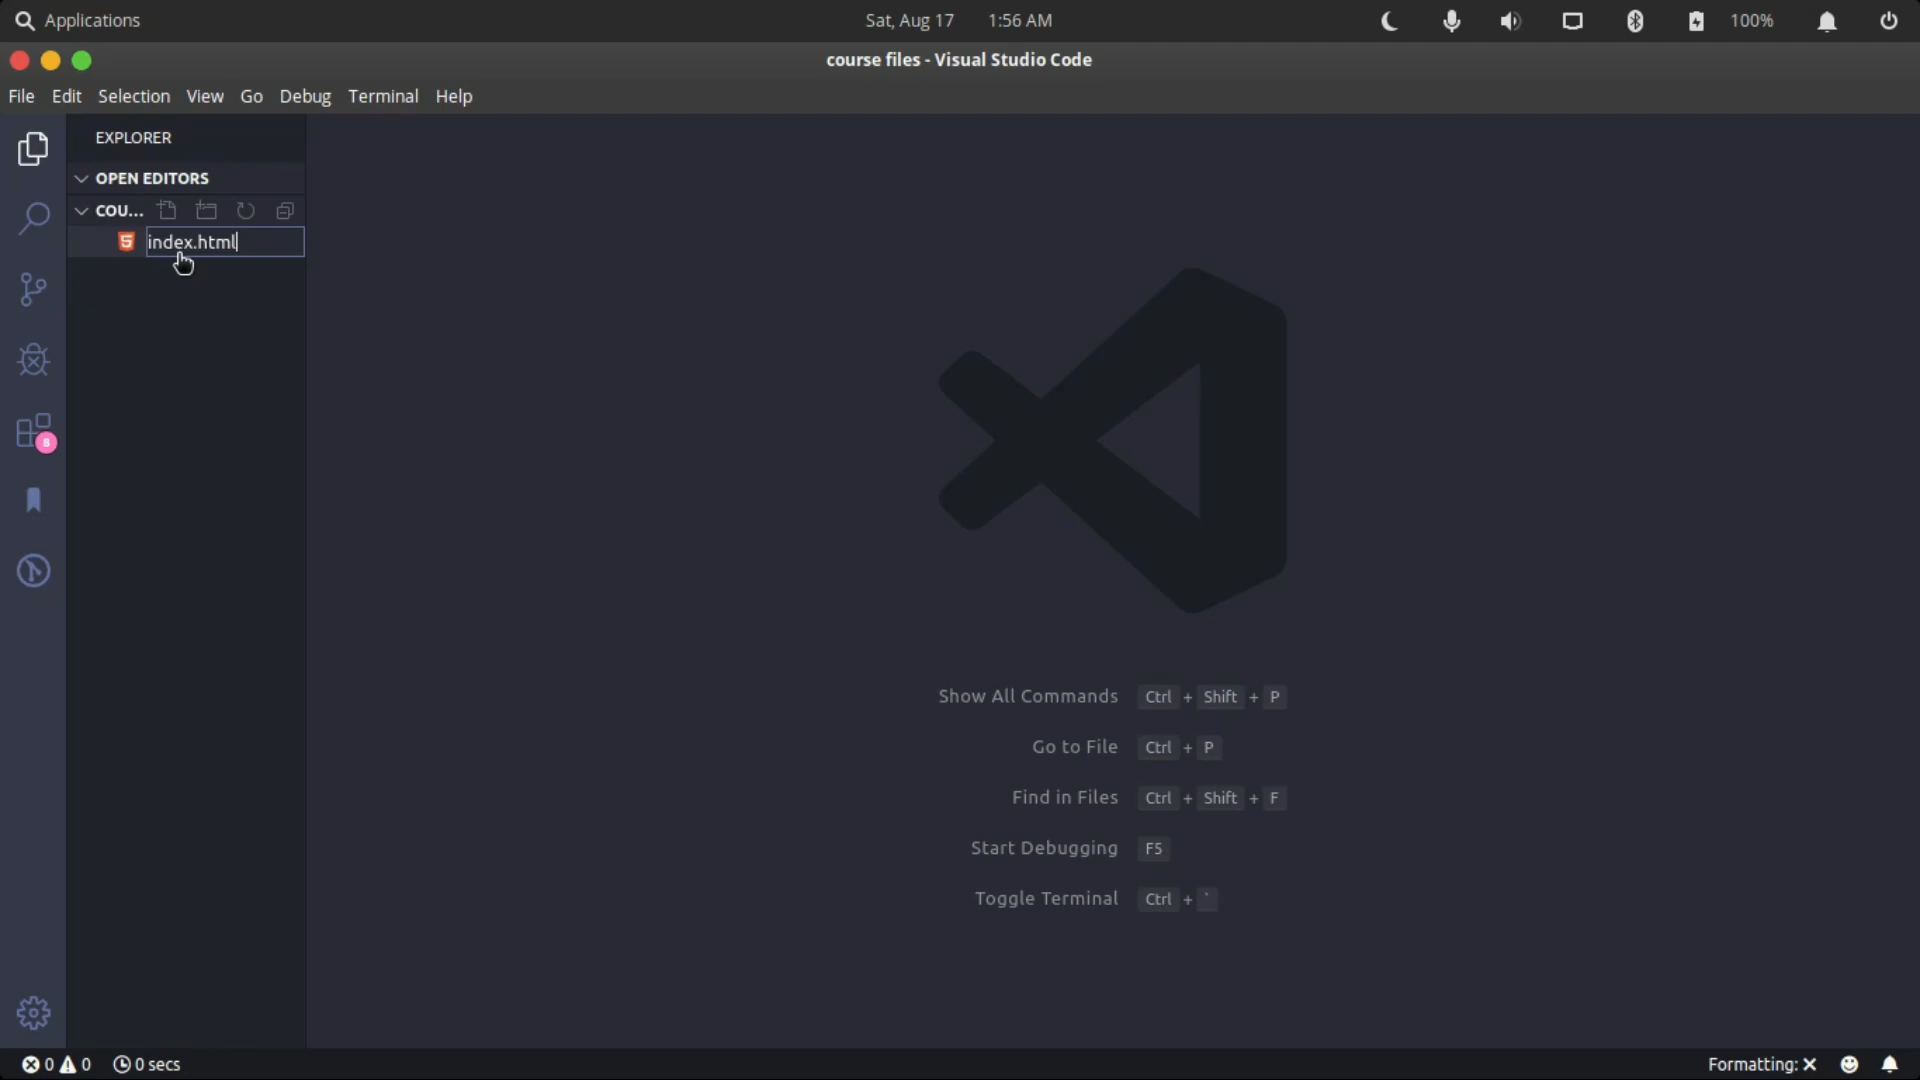 Applications
Sat, Aug 17 1:56 AM
100%
course files - Visual Studio Code
File Edit Selection View Go Debug Terminal Help
EXPLORER
OPEN EDITORS
COU...
5 index.html
8
Show All Commands Ctrl + Shift + P
Go to File Ctrl + P
Find in Files Ctrl + Shift + F
Start Debugging F5
Toggle Terminal Ctrl + `
0 0 0 secs
Formatting: ✕